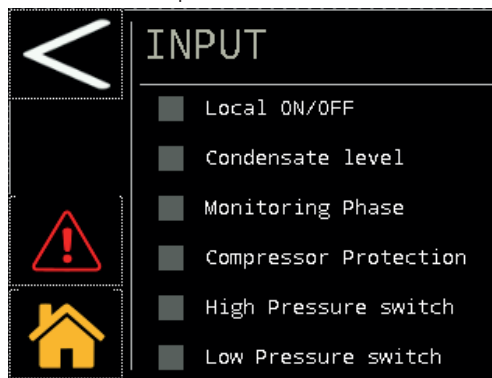 INPUT
Local ON/OFF
Condensate level
Monitoring Phase
Compressor Protection
High Pressure switch
Low Pressure switch